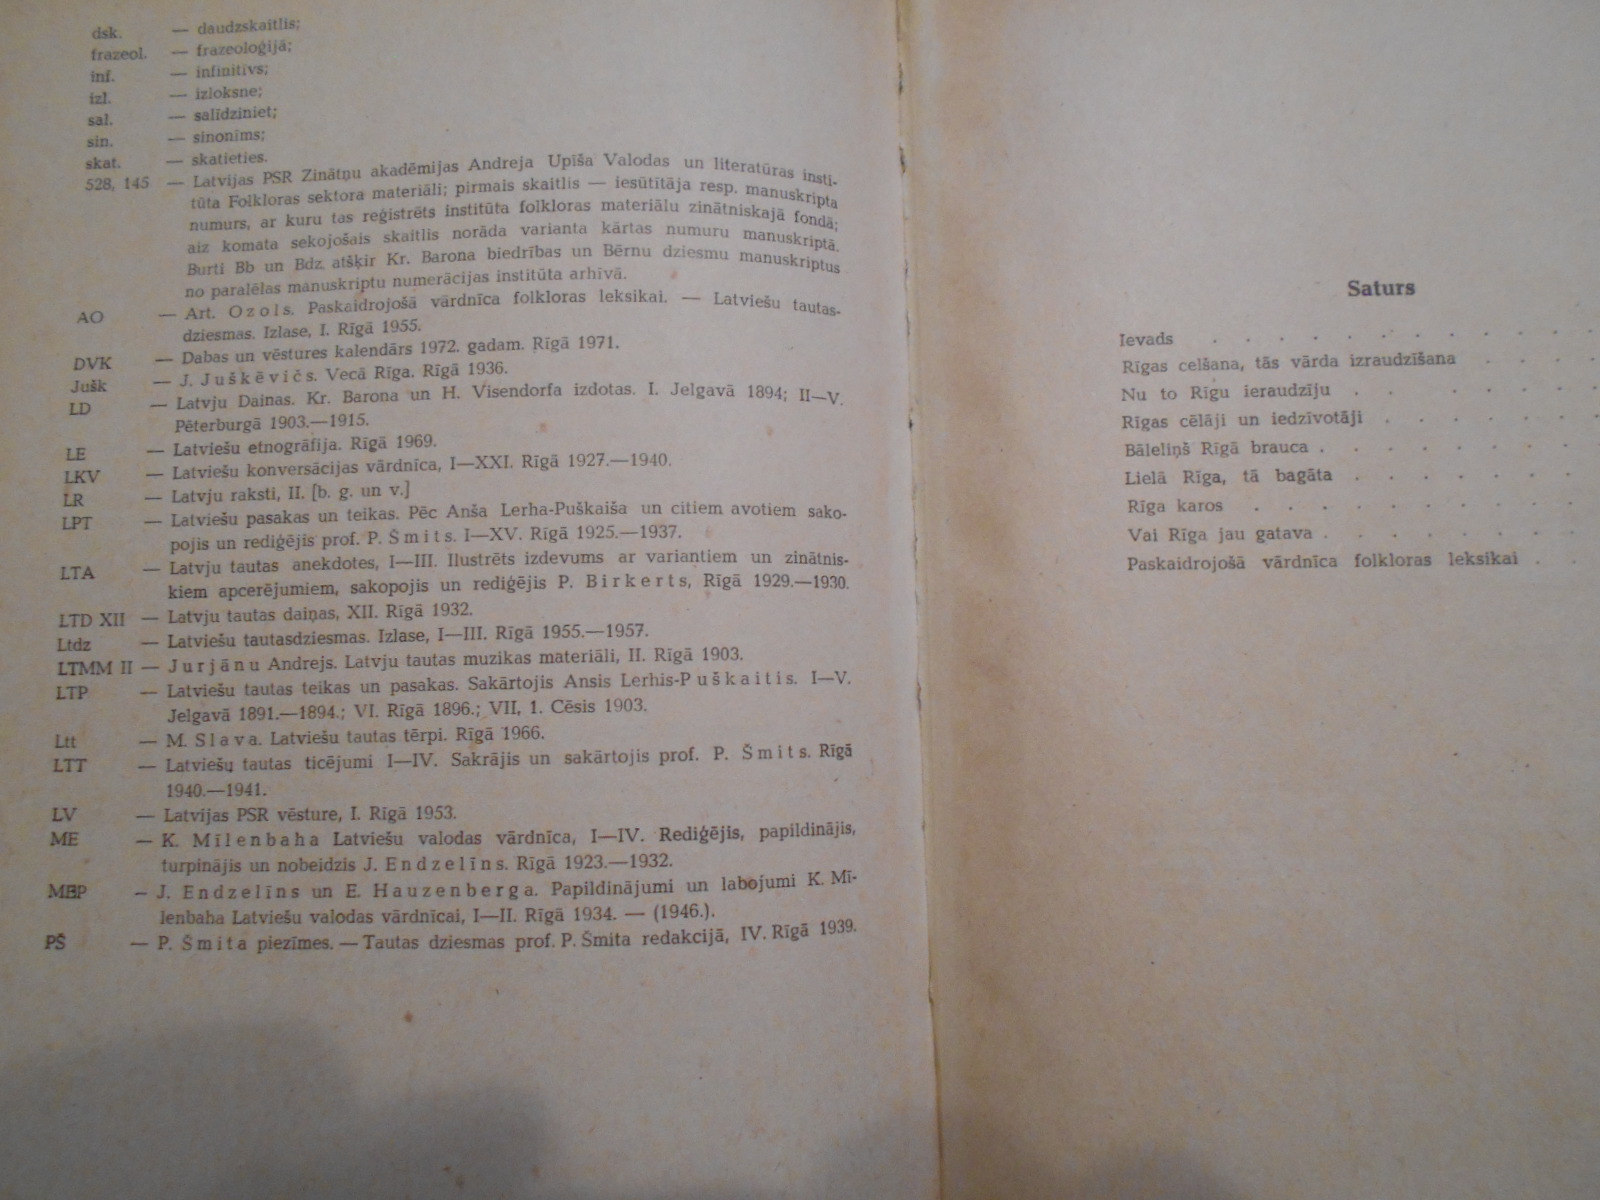 dsk. — daudzskaitlis;
frazeol. — frazeoloģijā;
inf. — infinitīvs;
izl. — izloksne;
sal. — salīdziniet;
sin. — sinonīms;
skat. — skatieties.
528, 145 — Latvijas PSR Zinātņu akadēmijas Andreja Upīša Valodas un literatūras insti-
tūta Folkloras sektora materiāli; pirmais skaitlis — iesūtītāja resp. manuskripta
numurs, ar kuru tas reģistrēts institūta folkloras materiālu zinātniskajā fondā;
aiz komata sekojošais skaitlis norāda varianta kārtas numuru manuskriptā.
Burti Bb un Bdz atšķir Kr. Barona biedrības un Bērnu dziesmu manuskriptus
no paralēlas manuskriptu numerācijas institūta arhīvā.
AO — Art. Ozols. Paskaidrojošā vārdnīca folkloras leksikai. — Latviešu tautas-
dziesmas. Izlase, I. Rīgā 1955.
DVK — Dabas un vēstures kalendārs 1972. gadam. Rīgā 1971.
Jušk — J. Juškēvičs. Vecā Rīga. Rīgā 1936.
LD — Latvju Dainas. Kr. Barona un H. Visendorfa izdotas. I. Jelgavā 1894; II—V.
Pēterburgā 1903.—1915.
LE — Latviešu etnogrāfija. Rīgā 1969.
LKV — Latviešu konversācijas vārdnīca, I—XXI. Rīgā 1927.—1940.
LR — Latvju raksti, II. [b. g. un v.]
LPT — Latviešu pasakas un teikas. Pēc Anša Lerha-Puškaiša un citiem avotiem sako-
pojis un rediģējis prof. P. Šmits. I—XV. Rīgā 1925.—1937.
LTA — Latvju tautas anekdotes, I—III. Ilustrēts izdevums ar variantiem un zinātnis-
kiem apcerējumiem, sakopojis un rediģējis P. Birkerts, Rīgā 1929.—1930.
LTD XII — Latvju tautas daiņas, XII. Rīgā 1932.
Ltdz — Latviešu tautasdziesmas. Izlase, I—III. Rīgā 1955.—1957.
LTMM II — Jurjānu Andrejs. Latvju tautas muzikas materiāli, II. Rīgā 1903.
LTP — Latviešu tautas teikas un pasakas. Sakārtojis Ansis Lerhis-Puškaitis. I—V.
Jelgavā 1891.—1894.; VI. Rīgā 1896.; VII, 1. Cēsis 1903.
Ltt — M. Slava. Latviešu tautas tērpi. Rīgā 1966.
LTT — Latviešu tautas ticējumi I—IV. Sakrājis un sakārtojis prof. P. Šmits. Rīgā
1940.—1941.
LV — Latvijas PSR vēsture, I. Rīgā 1953.
ME — K. Mīlenbaha Latviešu valodas vārdnīca, I—IV. Rediģējis, papildinājis,
turpinājis un nobeidzis J. Endzelīns. Rīgā 1923.—1932.
MEP — J. Endzelīns un E. Hauzenberga. Papildinājumi un labojumi K. Mī-
lenbaha Latviešu valodas vārdnīcai, I—II. Rīgā 1934. — (1946.).
PŠ — P. Šmita piezīmes. — Tautas dziesmas prof. P. Šmita redakcijā, IV. Rīgā 1939.
Saturs
Ievads . . . . . . . . . . . .
Rīgas celšana, tās vārda izraudzīšana . . . .
Nu to Rīgu ieraudzīju . . . . . . . .
Rīgas cēlāji un iedzīvotāji . . . . . . .
Bāleliņš Rīgā brauca . . . . . . . .
Lielā Rīga, tā bagāta . . . . . . . .
Rīga karos . . . . . . . . . . .
Vai Rīga jau gatava . . . . . . . .
Paskaidrojošā vārdnīca folkloras leksikai . .